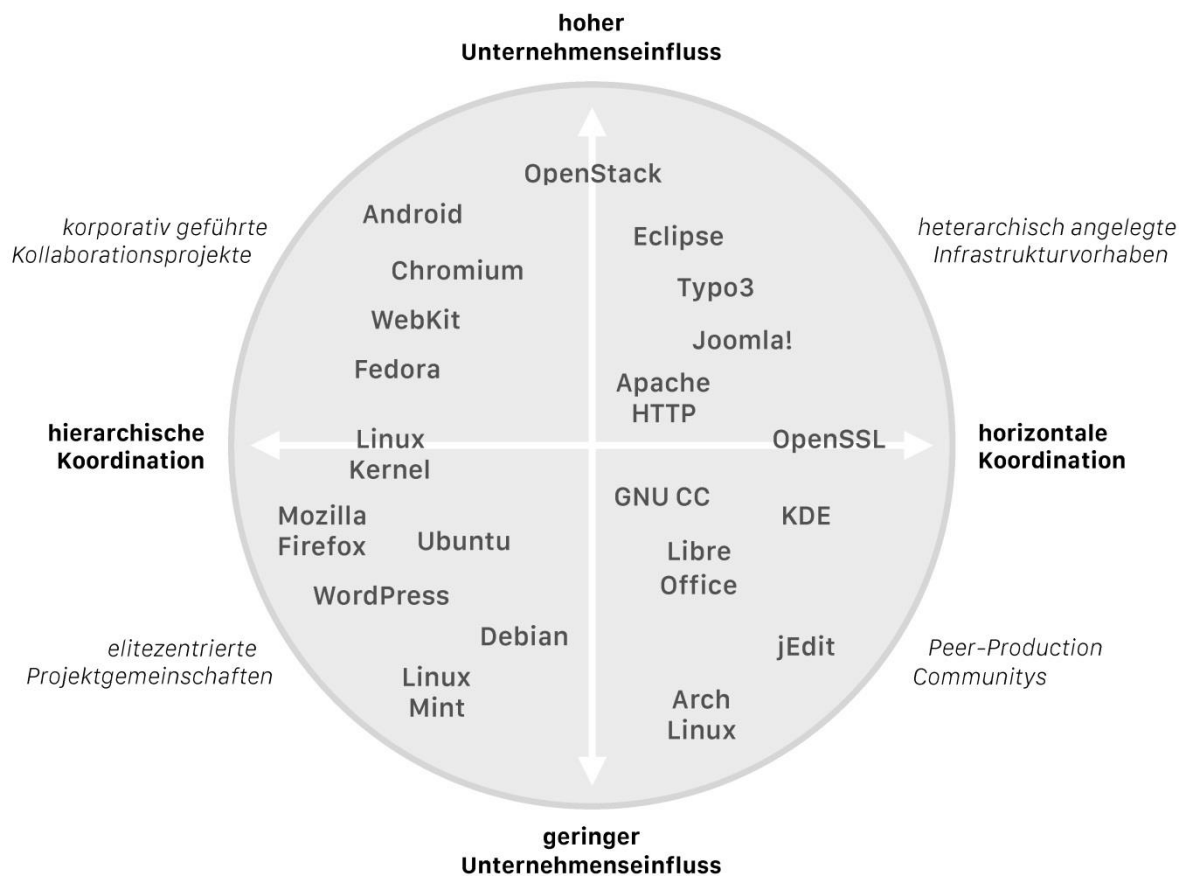 hoher
Unternehmenseinfluss
OpenStack
Android
Eclipse
korporativ geführte
Kollaborationsprojekte
heterarchisch angelegte
Infrastrukturvorhaben
Chromium
Typo3
WebKit
Joomla!
Fedora
Apache
HTTP
hierarchische
Koordination
Linux
Kernel
OpenSSL
horizontale
Koordination
GNU CC
Mozilla
Firefox
Ubuntu
KDE
Libre
Office
WordPress
Debian
jEdit
elitezentrierte
Projektgemeinschaften
Peer-Production
Communitys
Linux
Mint
Arch
Linux
geringer
Unternehmenseinfluss